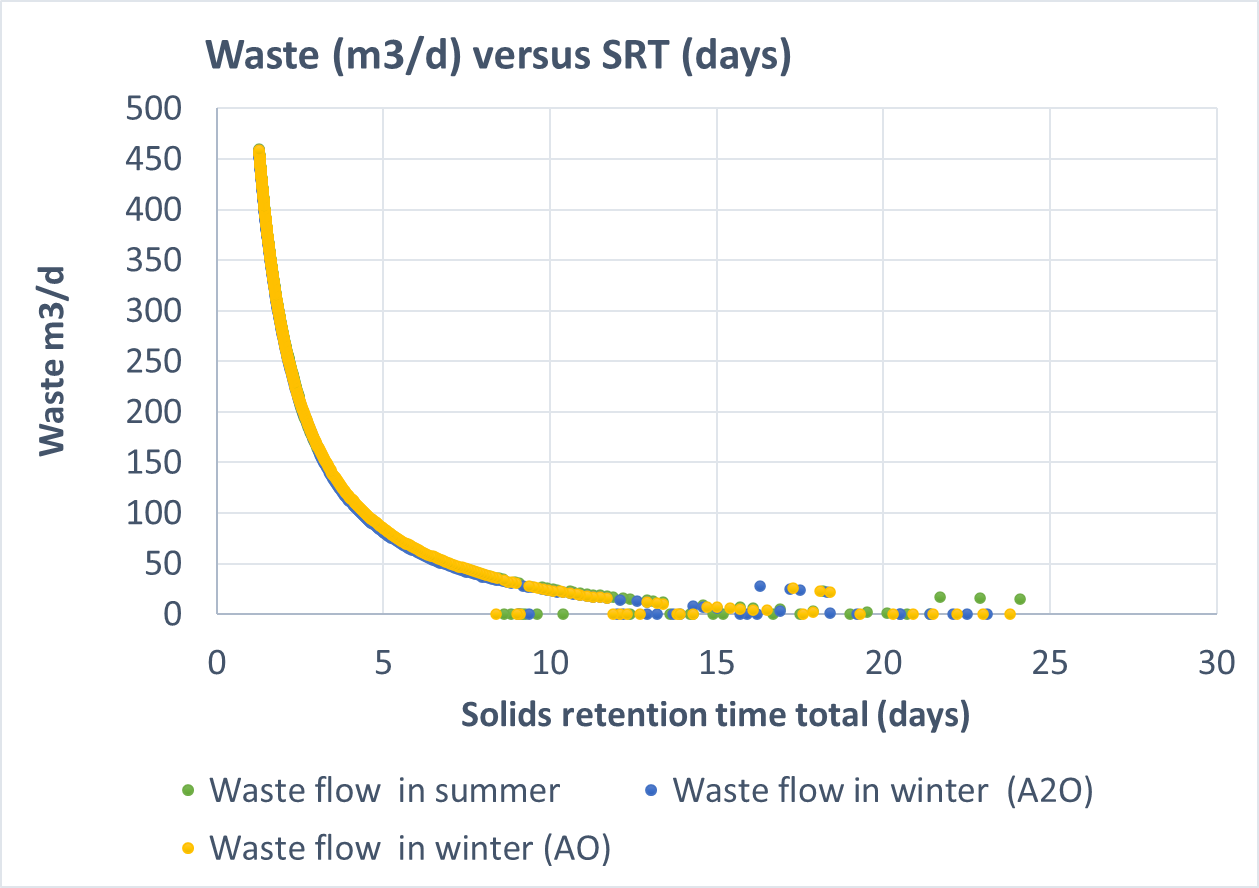 Waste (m3/d) versus SRT (days)
500
450
400
350
300
250
200
150
100
50
0
Waste m3/d
0 5 10 15 20 25 30
Solids retention time total (days)
Waste flow in summer
Waste flow in winter (A2O)
Waste flow in winter (AO)